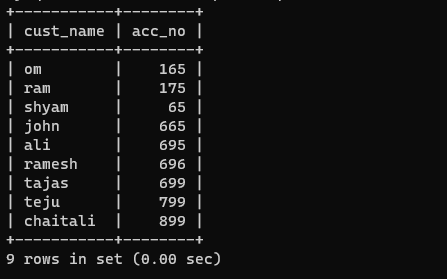 +-----------+--------+
| cust_name | acc_no |
+-----------+--------+
| om        |    165 |
| ram       |    175 |
| shyam     |     65 |
| john      |    665 |
| ali       |    695 |
| ramesh    |    696 |
| tajas     |    699 |
| teju      |    799 |
| chaitali  |    899 |
+-----------+--------+
9 rows in set (0.00 sec)